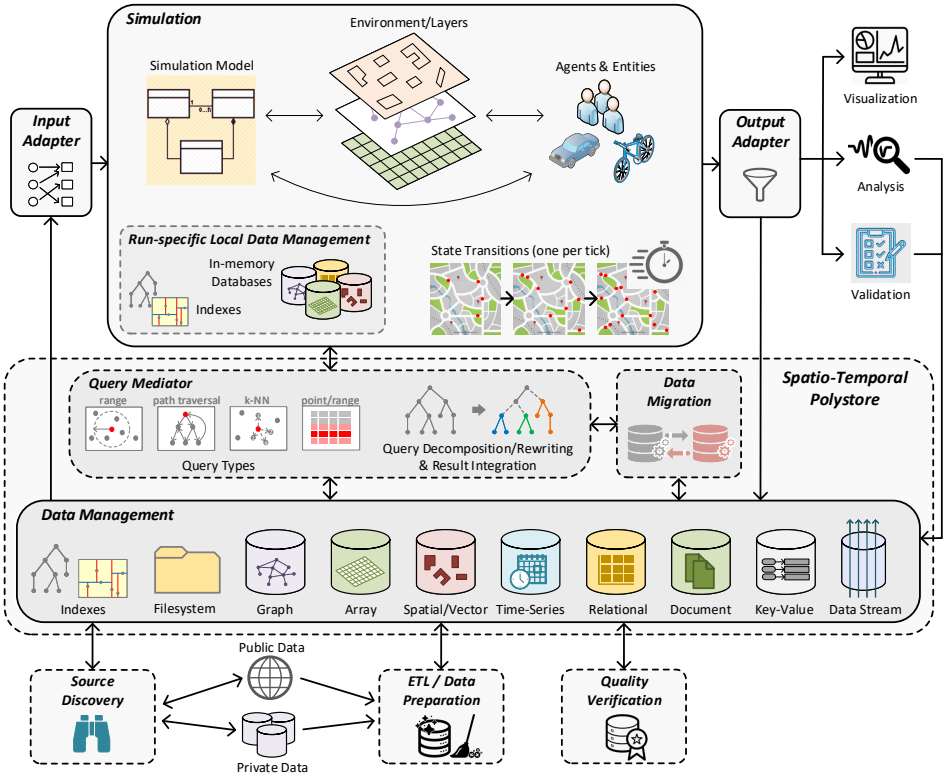 Simulation
Environment/Layers
Simulation Model
Agents & Entities
1
0..n
Input
Adapter
Output
Adapter
Visualization
Analysis
Validation
Run-specific Local Data Management
In-memory
Databases
Indexes
State Transitions (one per tick)
Spatio-Temporal
Polystore
Query Mediator
range
path traversal
k-NN
point/range
Query Types
Query Decomposition/Rewriting
& Result Integration
Data
Migration
Data Management
Indexes
Filesystem
Graph
Array
Spatial/Vector
Time-Series
Relational
Document
Key-Value
Data Stream
Source
Discovery
Public Data
Private Data
ETL / Data
Preparation
Quality
Verification